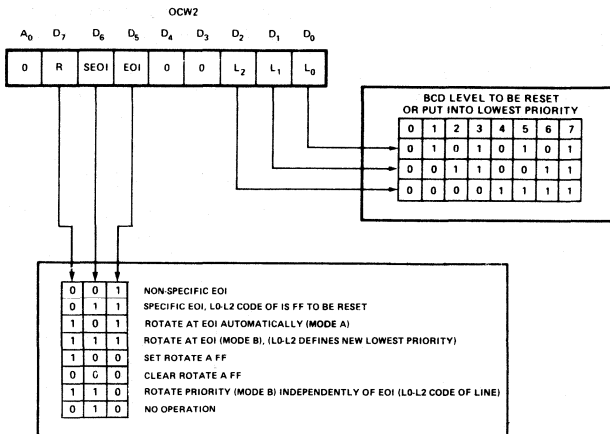 OCW2
A0 D7 D6 D5 D4 D3 D2 D1 D0
0 R SEOI EOI 0 0 L2 L1 L0
BCD LEVEL TO BE RESET
OR PUT INTO LOWEST PRIORITY
0 1 2 3 4 5 6 7
0 1 0 1 0 1 0 1
0 0 1 1 0 0 1 1
0 0 0 0 1 1 1 1
0 0 1 NON-SPECIFIC EOI
0 1 1 SPECIFIC EOI, L0-L2 CODE OF IS FF TO BE RESET
1 0 1 ROTATE AT EOI AUTOMATICALLY (MODE A)
1 1 1 ROTATE AT EOI (MODE B), (L0-L2 DEFINES NEW LOWEST PRIORITY)
1 0 0 SET ROTATE A FF
0 0 0 CLEAR ROTATE A FF
1 1 0 ROTATE PRIORITY (MODE B) INDEPENDENTLY OF EOI (L0-L2 CODE OF LINE)
0 1 0 NO OPERATION